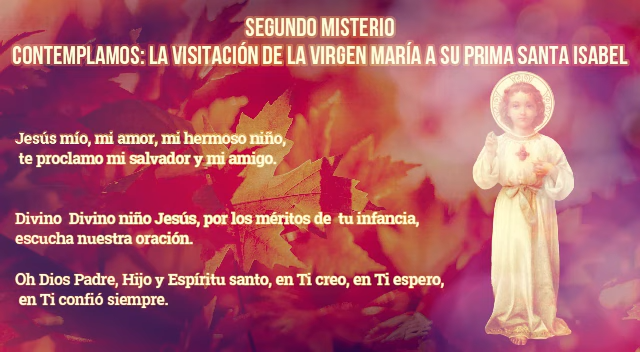 SEGUNDO MISTERIO
CONTEMPLAMOS: LA VISITACIÓN DE LA VIRGEN MARÍA A SU PRIMA SANTA ISABEL
Jesús mío, mi amor, mi hermoso niño,
te proclamo mi salvador y mi amigo.
Divino Divino niño Jesús, por los méritos de tu infancia,
escucha nuestra oración.
Oh Dios Padre, Hijo y Espíritu santo, en Ti creo, en Ti espero,
en Ti confió siempre.